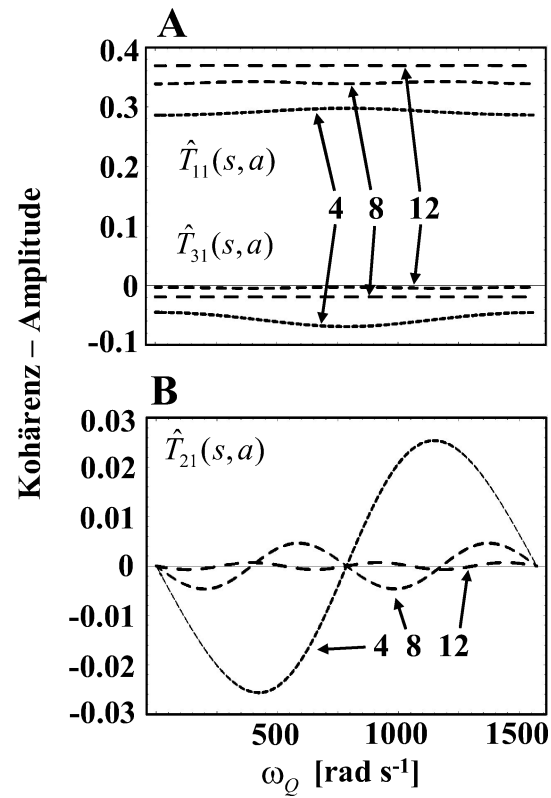 A
0.4
0.3
0.2
0.1
0
-0.1
T̂₁₁(s,a)
4 8 12
T̂₃₁(s,a)
Kohärenz – Amplitude
B
0.03
0.02
0.01
0
-0.01
-0.02
-0.03
T̂₂₁(s,a)
4 8 12
500 1000 1500
ω_Q [rad s⁻¹]